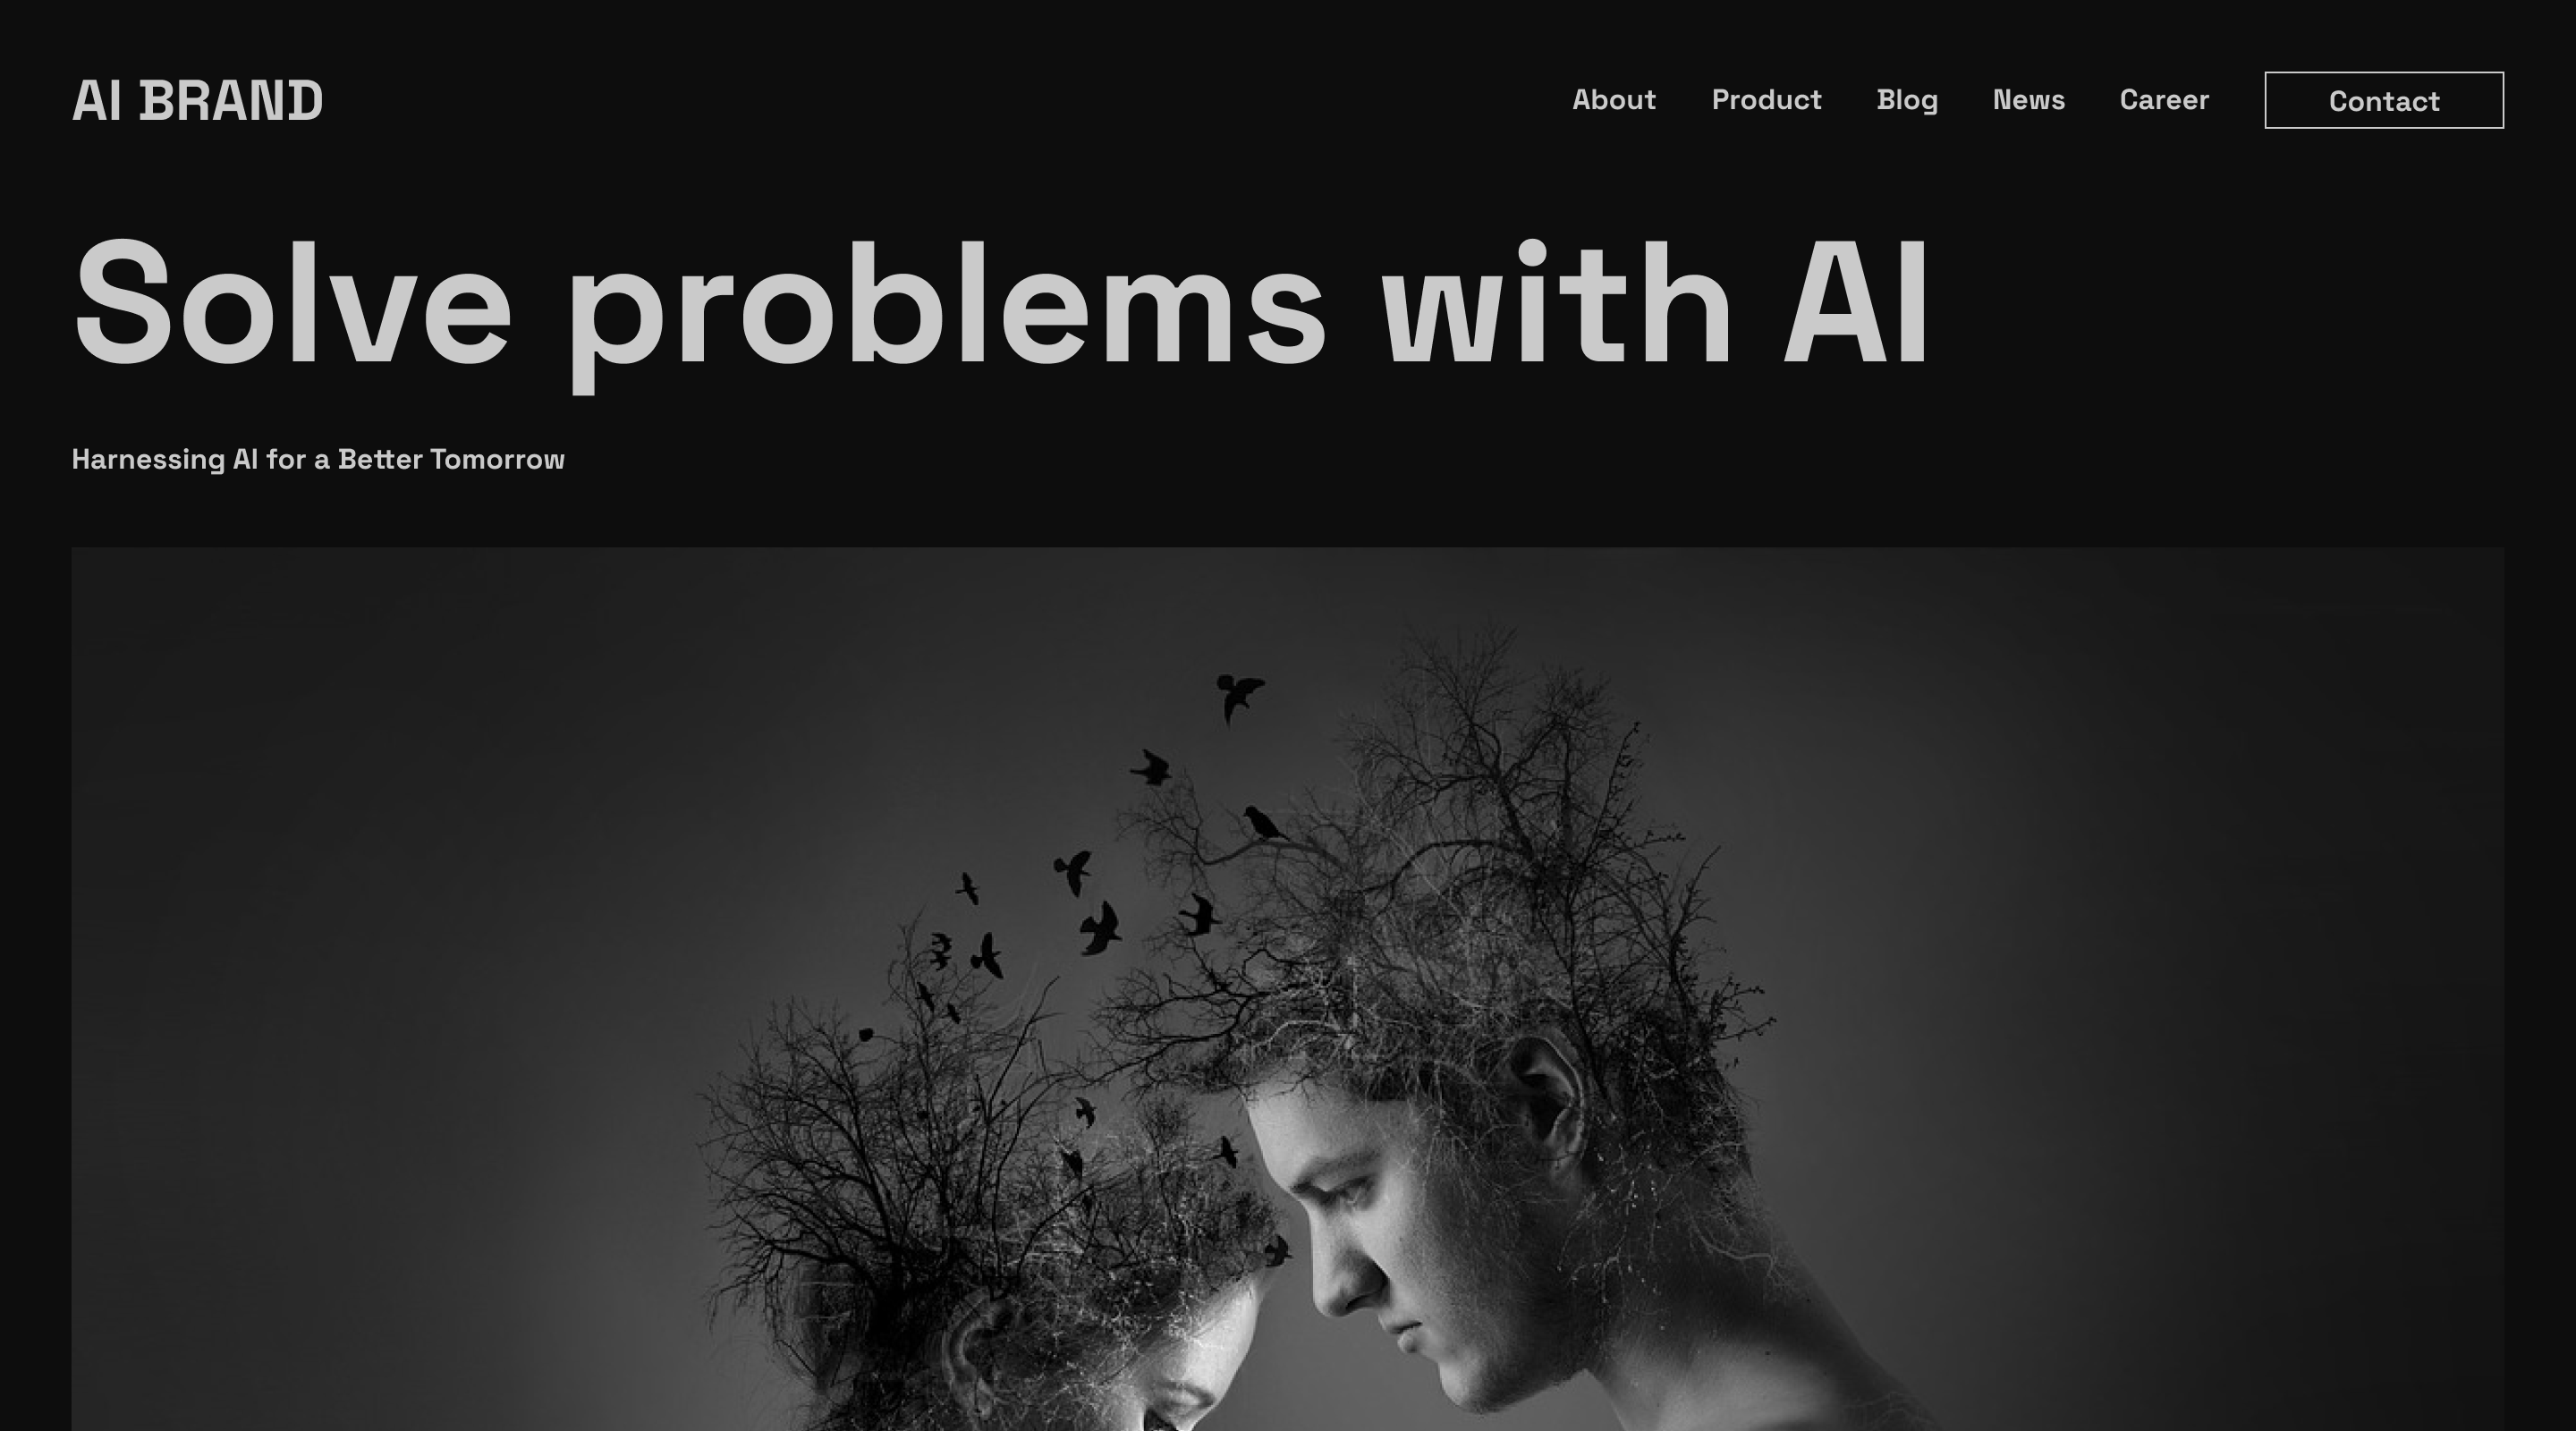 AI BRAND
About Product Blog News Career Contact
Solve problems with AI
Harnessing AI for a Better Tomorrow